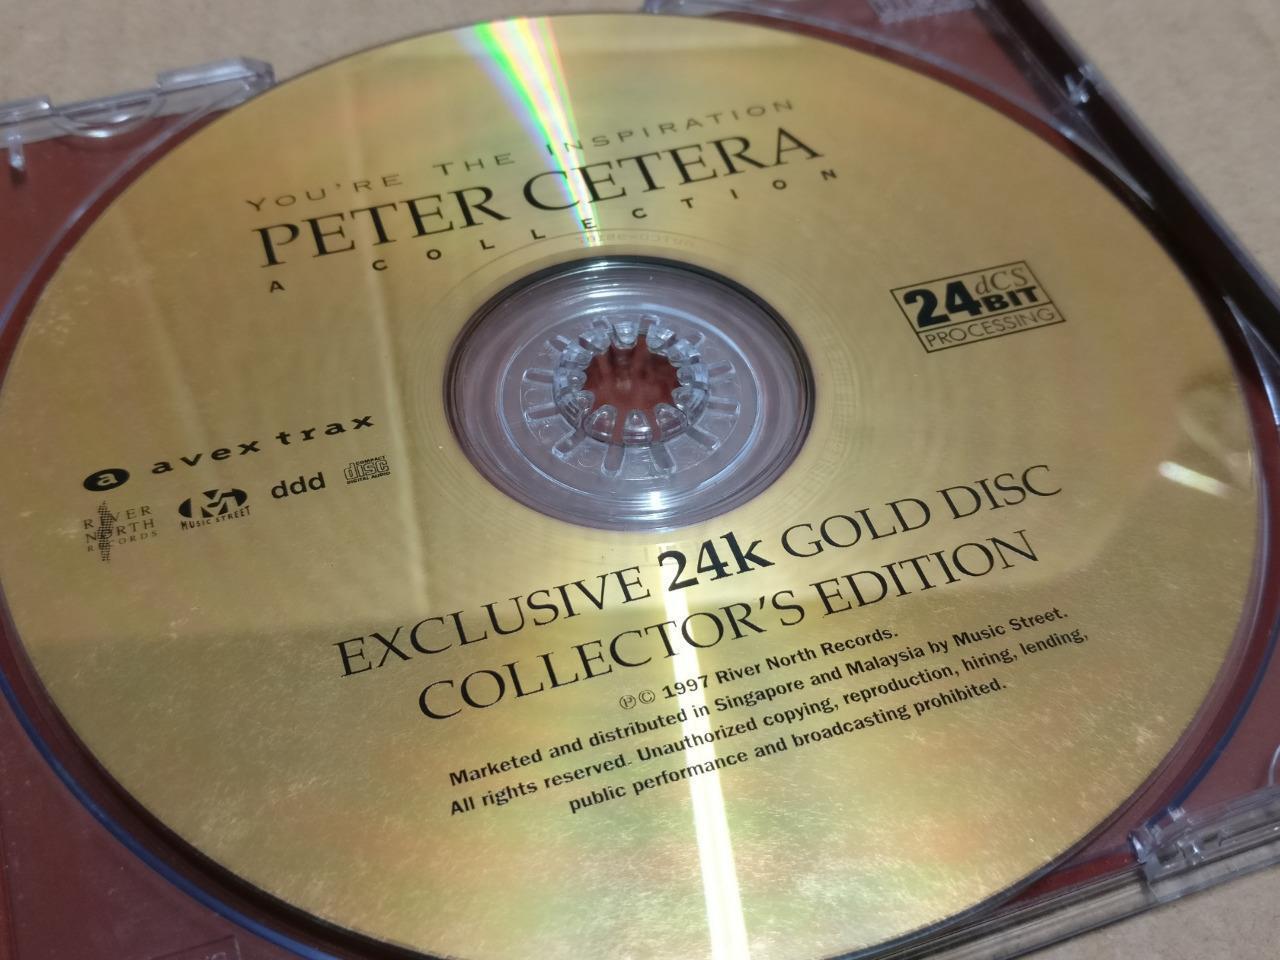 YOU'RE THE INSPIRATION
PETER CETERA
A COLLECTION
24 dCS
BIT
PROCESSING
a avex trax
RIVER
NORTH
RECORDS
MUSIC STREET
ddd
COMPACT
disc
DIGITAL AUDIO
EXCLUSIVE 24k GOLD DISC
COLLECTOR'S EDITION
℗© 1997 River North Records.
Marketed and distributed in Singapore and Malaysia by Music Street.
All rights reserved. Unauthorized copying, reproduction, hiring, lending,
public performance and broadcasting prohibited.